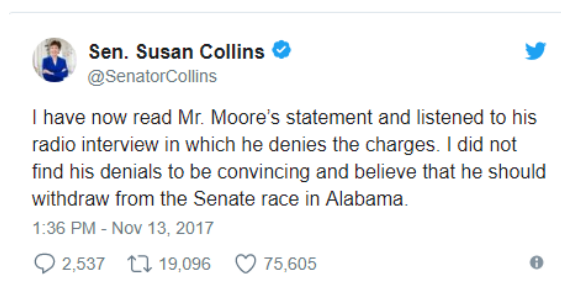 Sen. Susan Collins
@SenatorCollins
I have now read Mr. Moore's statement and listened to his
radio interview in which he denies the charges. I did not
find his denials to be convincing and believe that he should
withdraw from the Senate race in Alabama.
1:36 PM - Nov 13, 2017
2,537 19,096 75,605